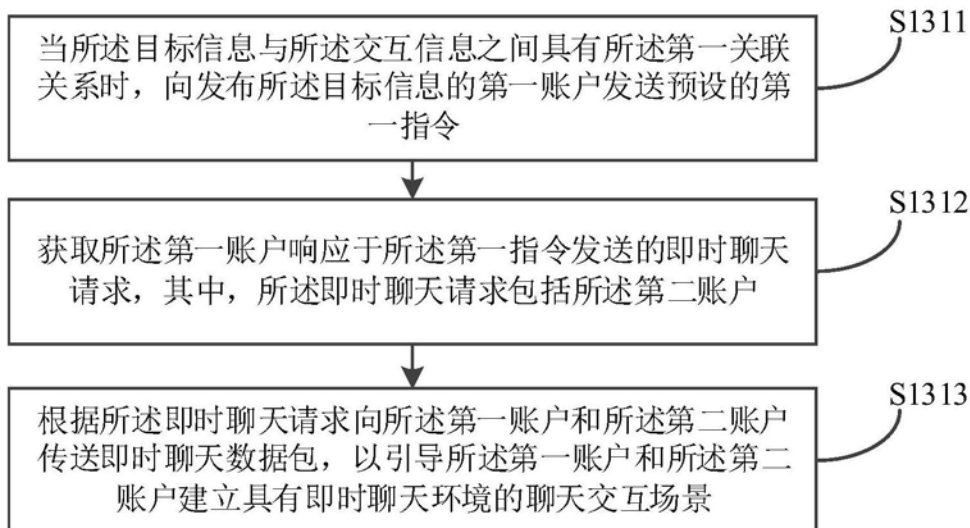 S1311
当所述目标信息与所述交互信息之间具有所述第一关联
关系时，向发布所述目标信息的第一账户发送预设的第
一指令
S1312
获取所述第一账户响应于所述第一指令发送的即时聊天
请求，其中，所述即时聊天请求包括所述第二账户
S1313
根据所述即时聊天请求向所述第一账户和所述第二账户
传送即时聊天数据包，以引导所述第一账户和所述第二
账户建立具有即时聊天环境的聊天交互场景